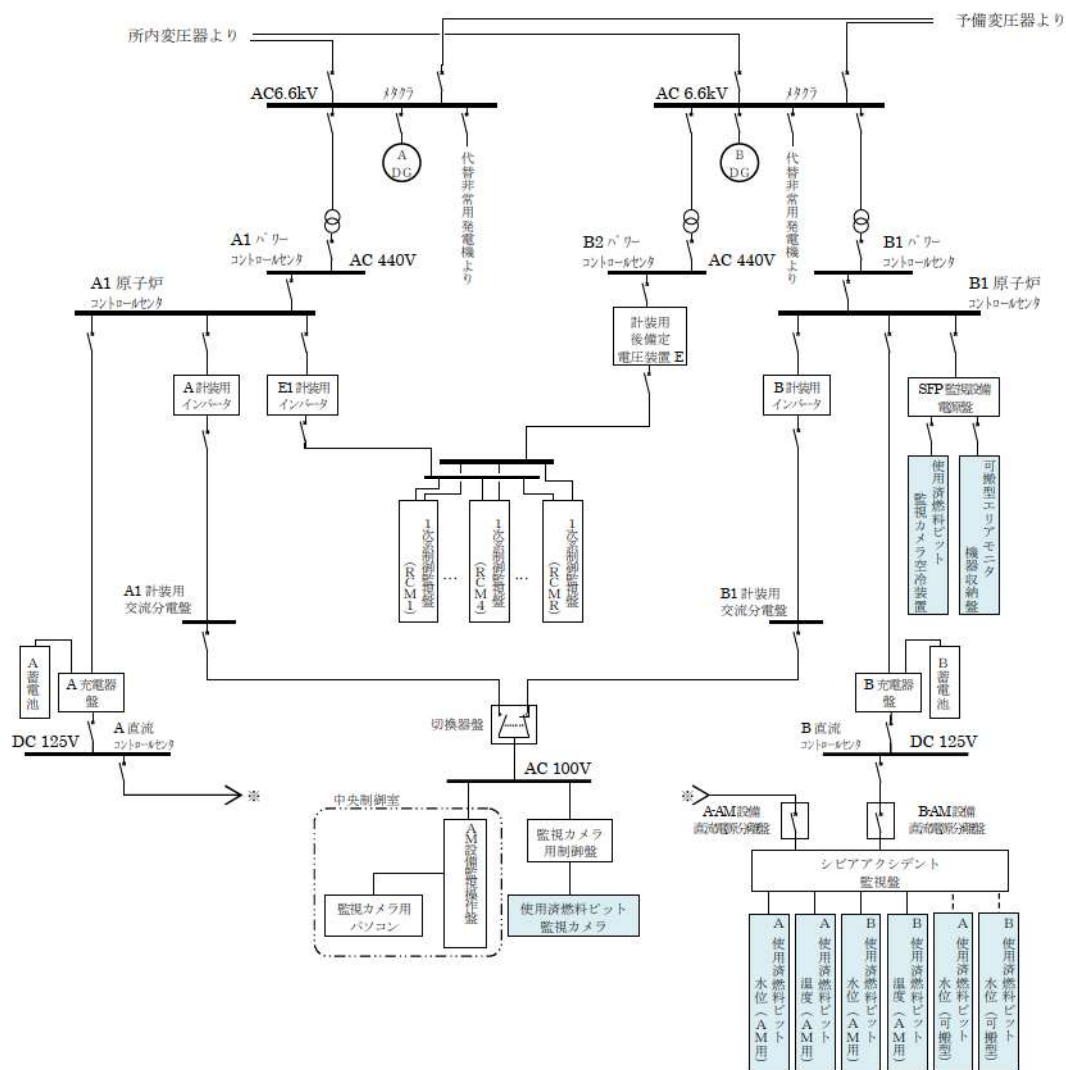 所内変圧器より
予備変圧器より
AC6.6kV
メタクラ
AC 6.6kV
メタクラ
A
DG
代替非常用発電機より
B
DG
代替非常用発電機より
A1 パワー
コントロールセンタ
AC 440V
B2 パワー
コントロールセンタ
AC 440V
B1 パワー
コントロールセンタ
A1 原子炉
コントロールセンタ
B1 原子炉
コントロールセンタ
計装用
後備定
電圧装置 E
A 計装用
インバータ
E1 計装用
インバータ
B 計装用
インバータ
SFP 監視設備
電源盤
使用済燃料ピット
監視カメラ空冷装置
可搬型エリアモニタ
機器収納盤
1次系制御監視盤
(RCM1)
…
1次系制御監視盤
(RCM4)
…
1次系制御監視盤
(RCMR)
A1 計装用
交流分電盤
B1 計装用
交流分電盤
A蓄電池
A 充電器
盤
B 充電器
盤
B蓄電池
切換器盤
DC 125V
A 直流
コントロールセンタ
B 直流
コントロールセンタ
DC 125V
AC 100V
※
※
中央制御室
AM設備監視操作盤
監視カメラ用
パソコン
監視カメラ
用制御盤
使用済燃料ピット
監視カメラ
A-AM設備
直流電源分離盤
B-AM設備
直流電源分離盤
シビアアクシデント
監視盤
A 使用済燃料ピット
水位(AM用)
A 使用済燃料ピット
温度(AM用)
B 使用済燃料ピット
水位(AM用)
B 使用済燃料ピット
温度(AM用)
A 使用済燃料ピット
水位(可搬型)
B 使用済燃料ピット
水位(可搬型)